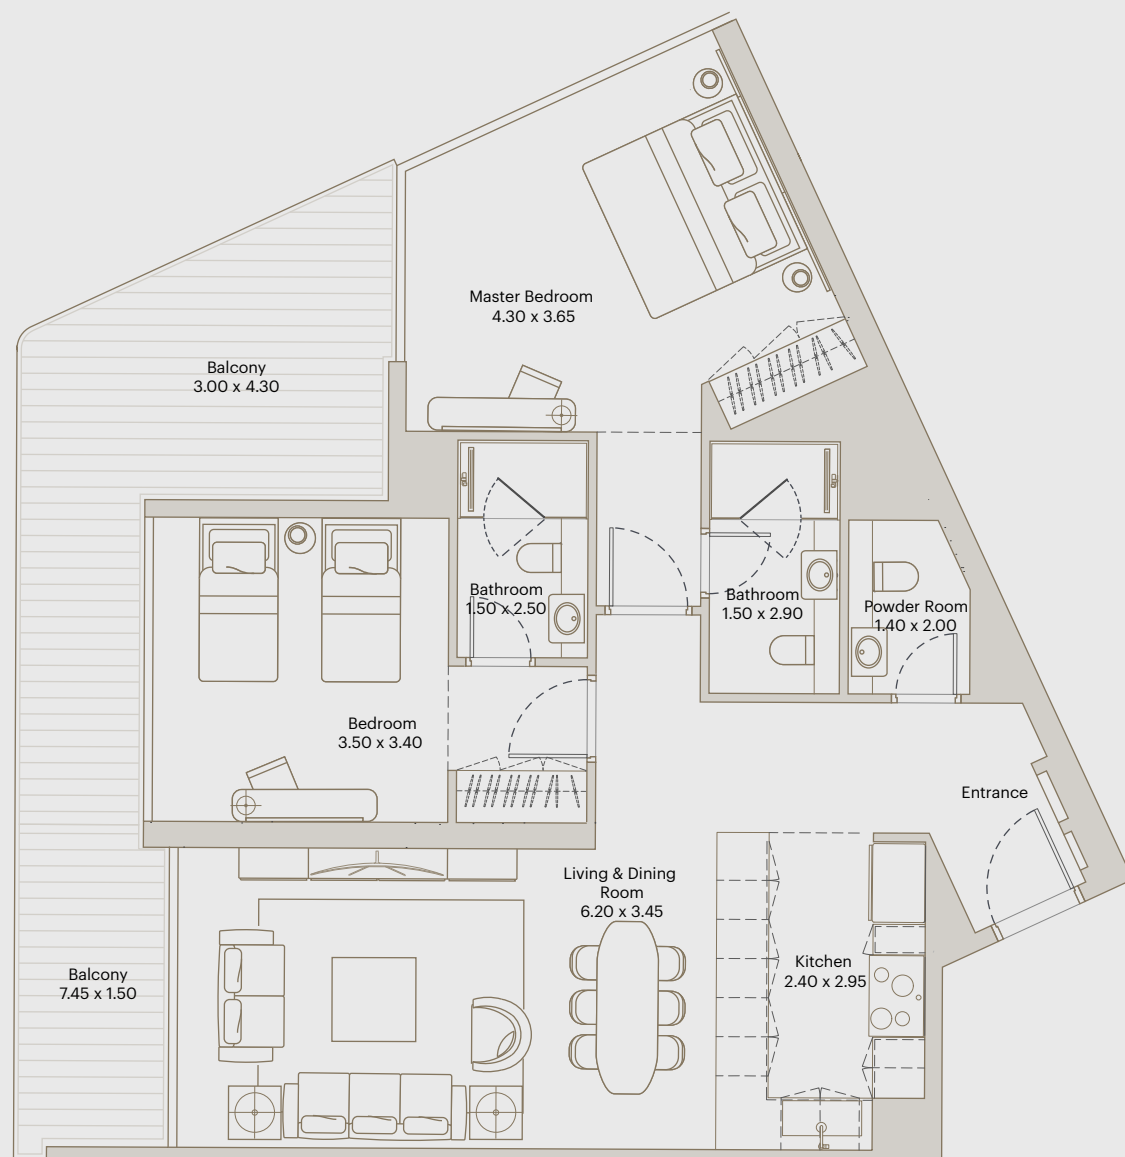 Master Bedroom
4.30 x 3.65
Balcony
3.00 x 4.30
Bathroom
1.50 x 2.50
Bathroom
1.50 x 2.90
Powder Room
1.40 x 2.00
Bedroom
3.50 x 3.40
Entrance
Living & Dining
Room
6.20 x 3.45
Kitchen
2.40 x 2.95
Balcony
7.45 x 1.50